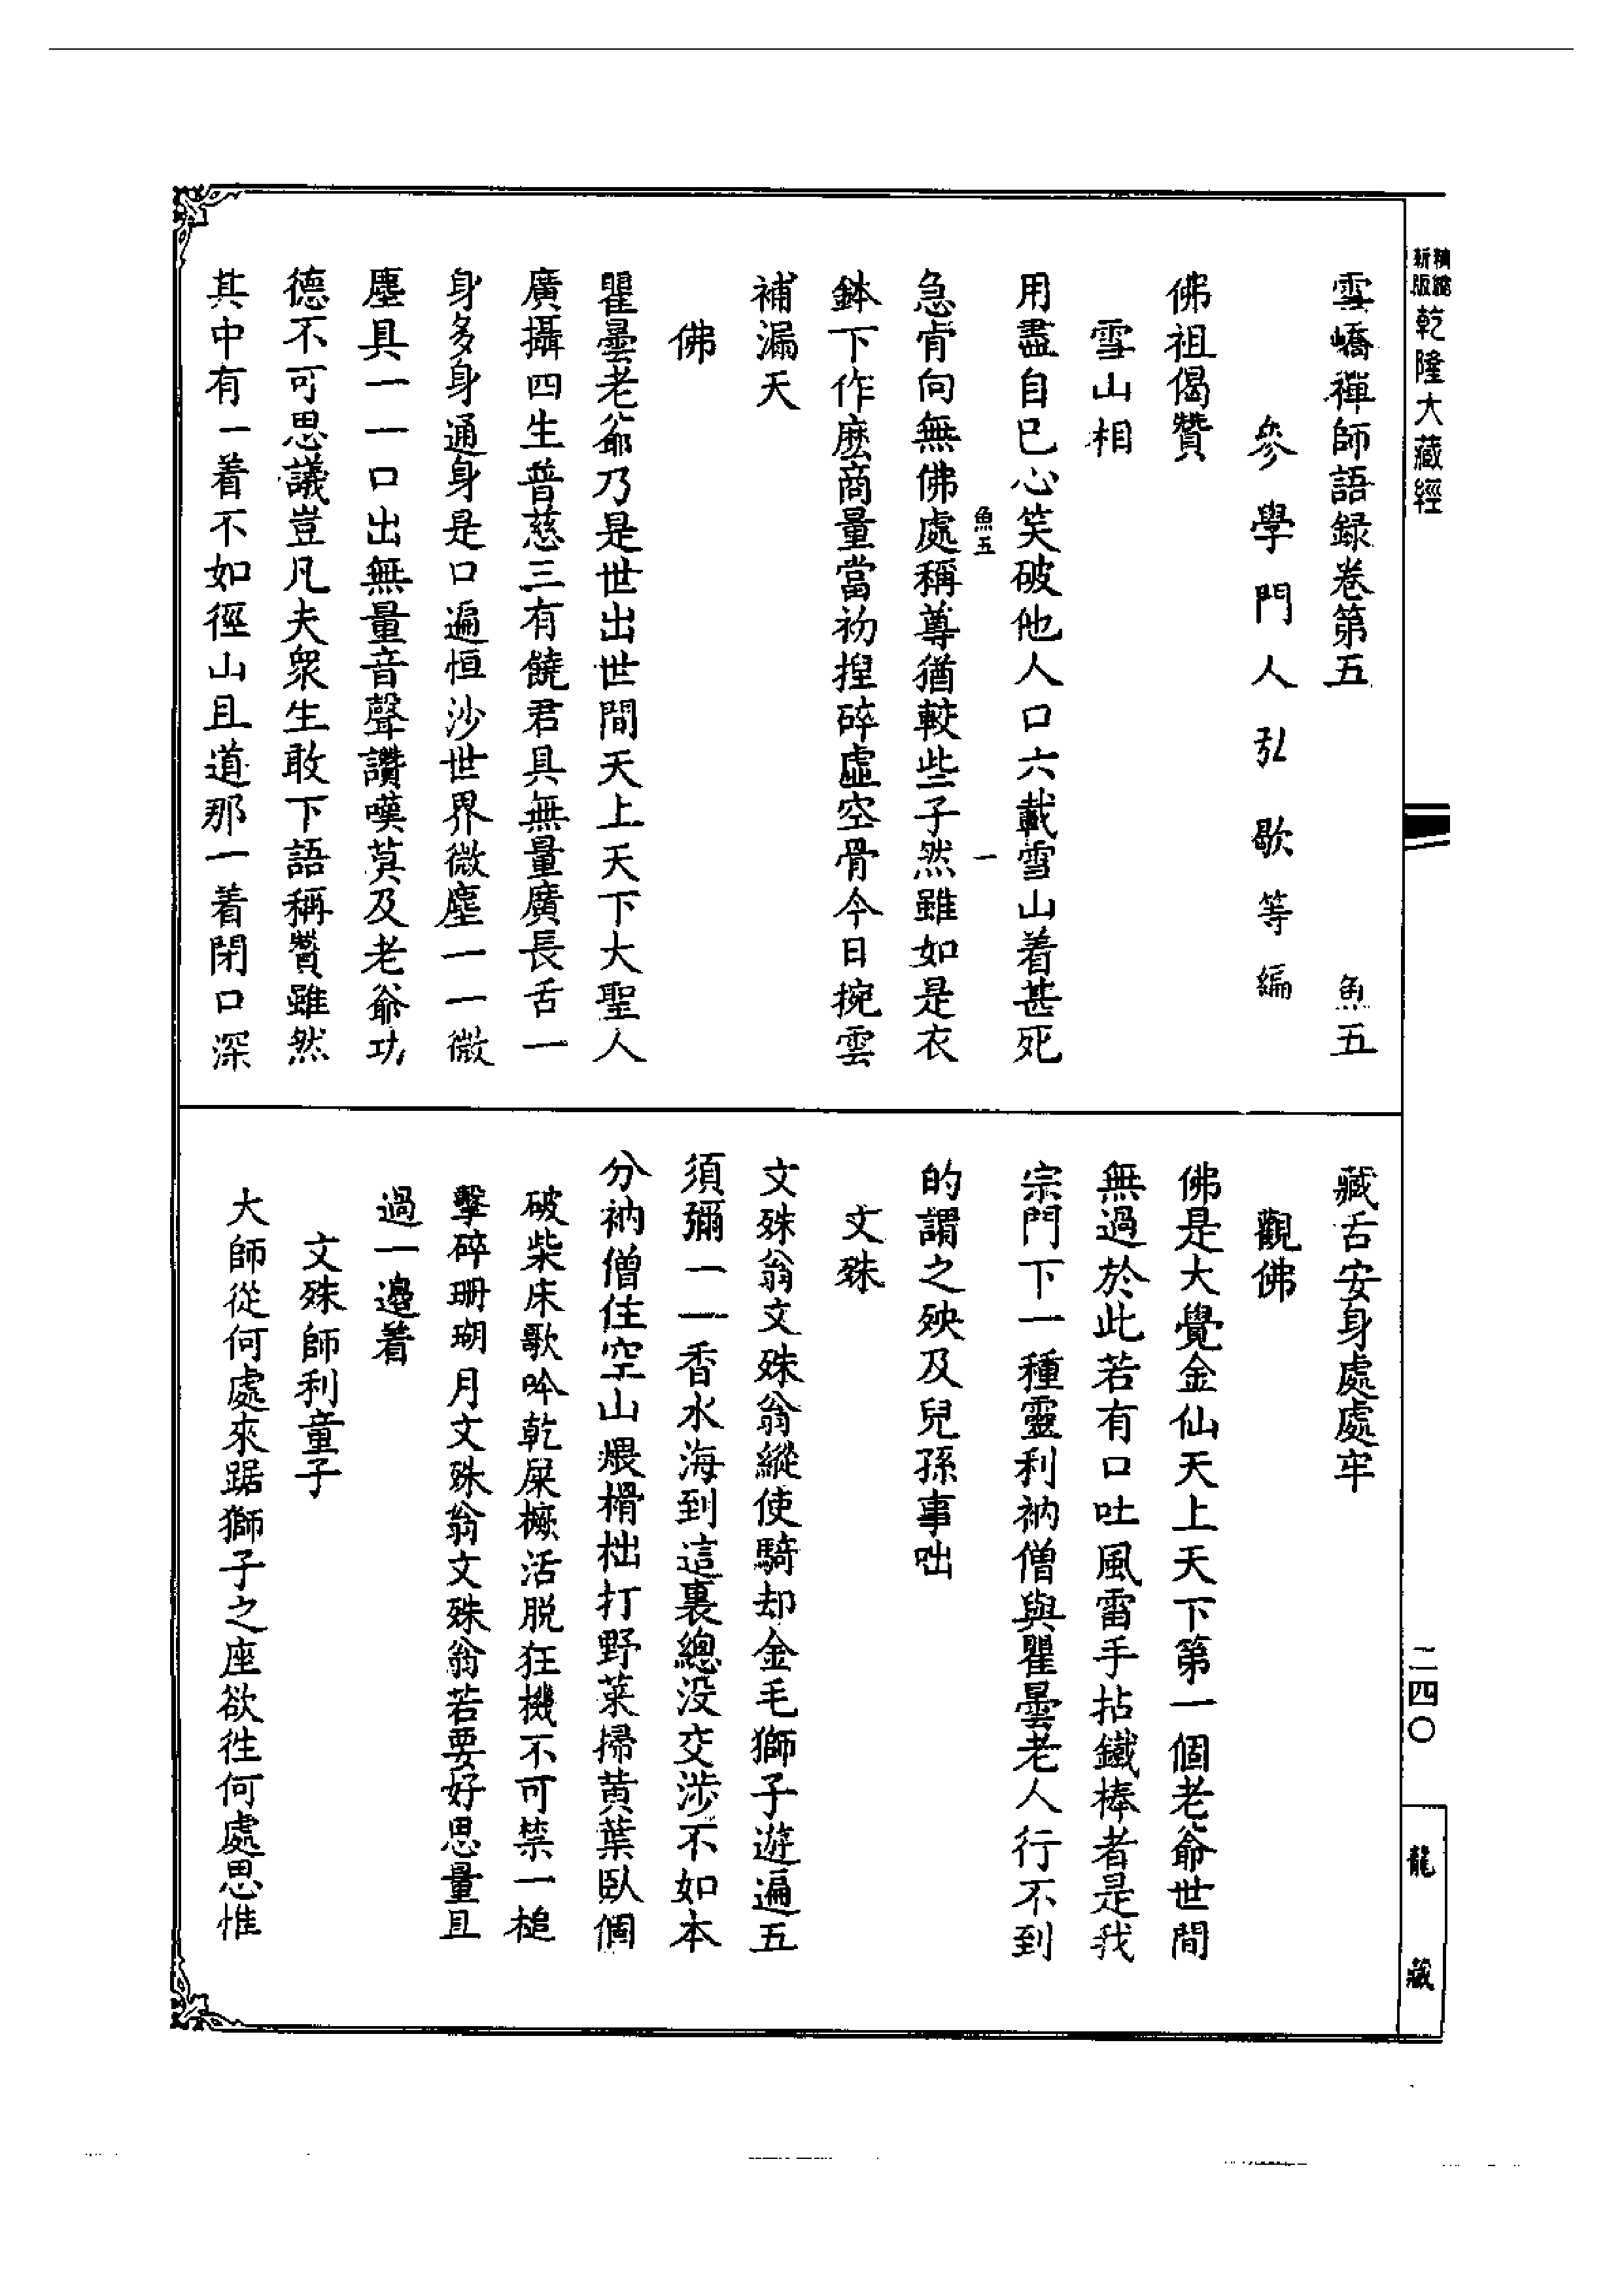 乾隆大藏經
雪嶠禪師語録卷第五
魚五
參學門人弘歇等編
佛祖偈贊
雪山相
用盡自己心笑破他人口六載雪山着甚死
魚五
一
急肯向無佛處稱尊猶較些子然雖如是衣
鉢下作麽商量當初揑碎虛空骨今日捥雲
補漏天
佛
瞿曇老爺乃是世出世間天上天下大聖人
廣攝四生普慈三有饒君具無量廣長舌一
身多身通身是口遍恒沙世界微塵一一微
塵具一一口出無量音聲讚嘆莫及老爺功
德不可思議豈凡夫衆生敢下語稱贊雖然
其中有一着不如徑山且道那一着閉口深
藏舌安身處處牢
觀佛
佛是大覺金仙天上天下第一個老爺世間
無過於此若有口吐風雷手拈鐵棒者是我
宗門下一種靈利衲僧與瞿曇老人行不到
的謂之殃及兒孫事咄
文殊
文殊翁文殊翁縱使騎却金毛獅子遊遍五
須彌一一香水海到這裏總没交涉不如本
分衲僧住空山煨榾柮打野菜掃黄葉臥個
破柴床歌吟乾屎橛活脱狂機不可禁一槌
擊碎珊瑚月文殊翁文殊翁若要好思量且
過一邊着
文殊師利童子
大師從何處來踞獅子之座欲徃何處思惟
二四〇
龍藏